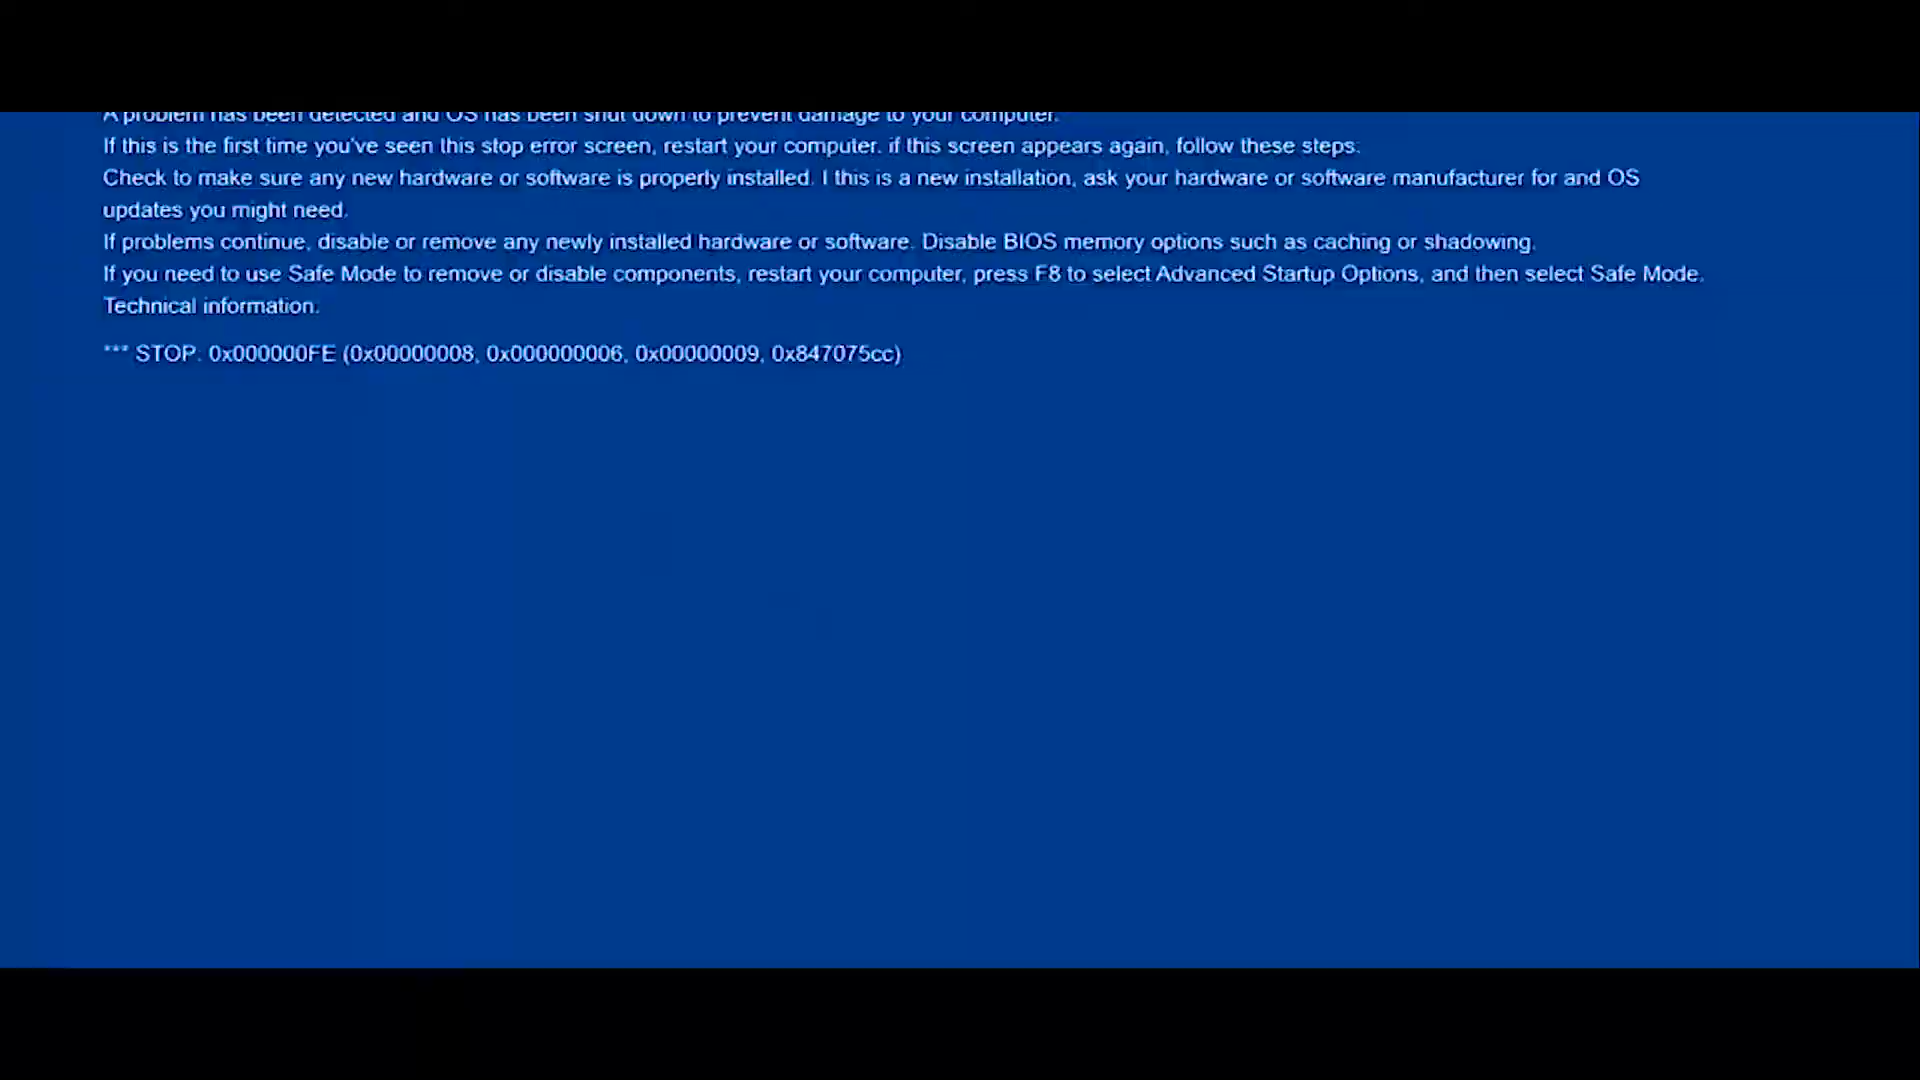 A problem has been detected and OS has been shut down to prevent damage to your computer.
If this is the first time you've seen this stop error screen, restart your computer. if this screen appears again, follow these steps:
Check to make sure any new hardware or software is properly installed. I this is a new installation, ask your hardware or software manufacturer for and OS
updates you might need.
If problems continue, disable or remove any newly installed hardware or software. Disable BIOS memory options such as caching or shadowing.
If you need to use Safe Mode to remove or disable components, restart your computer, press F8 to select Advanced Startup Options, and then select Safe Mode.
Technical information.
*** STOP: 0x000000FE (0x00000008, 0x000000006, 0x00000009, 0x847075cc)